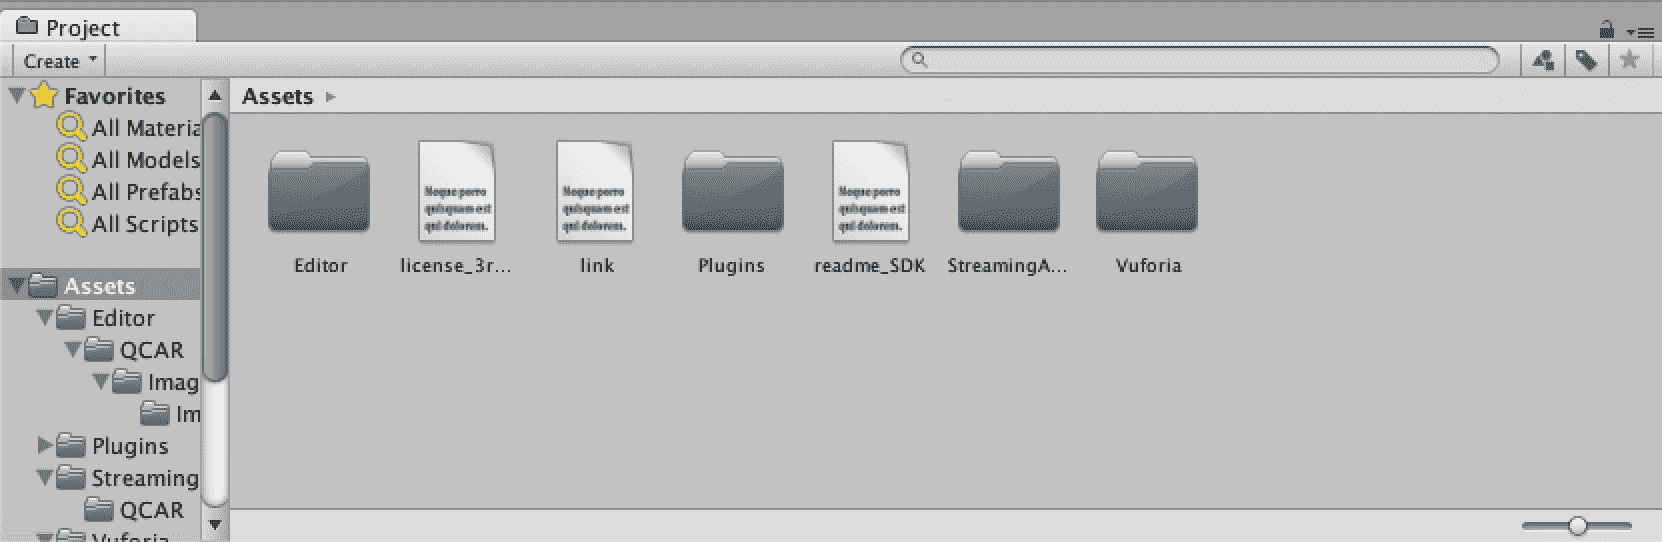 Project
Create
Favorites
All Materia
All Models
All Prefabs
All Scripts
Assets
Editor
QCAR
Imag
Im
Plugins
Streaming
QCAR
Vuforia
Assets
Neque porro
quisquam est
qui dolorem.
Neque porro
quisquam est
qui dolorem.
Neque porro
quisquam est
qui dolorem.
Editor
license_3r...
link
Plugins
readme_SDK
StreamingA...
Vuforia